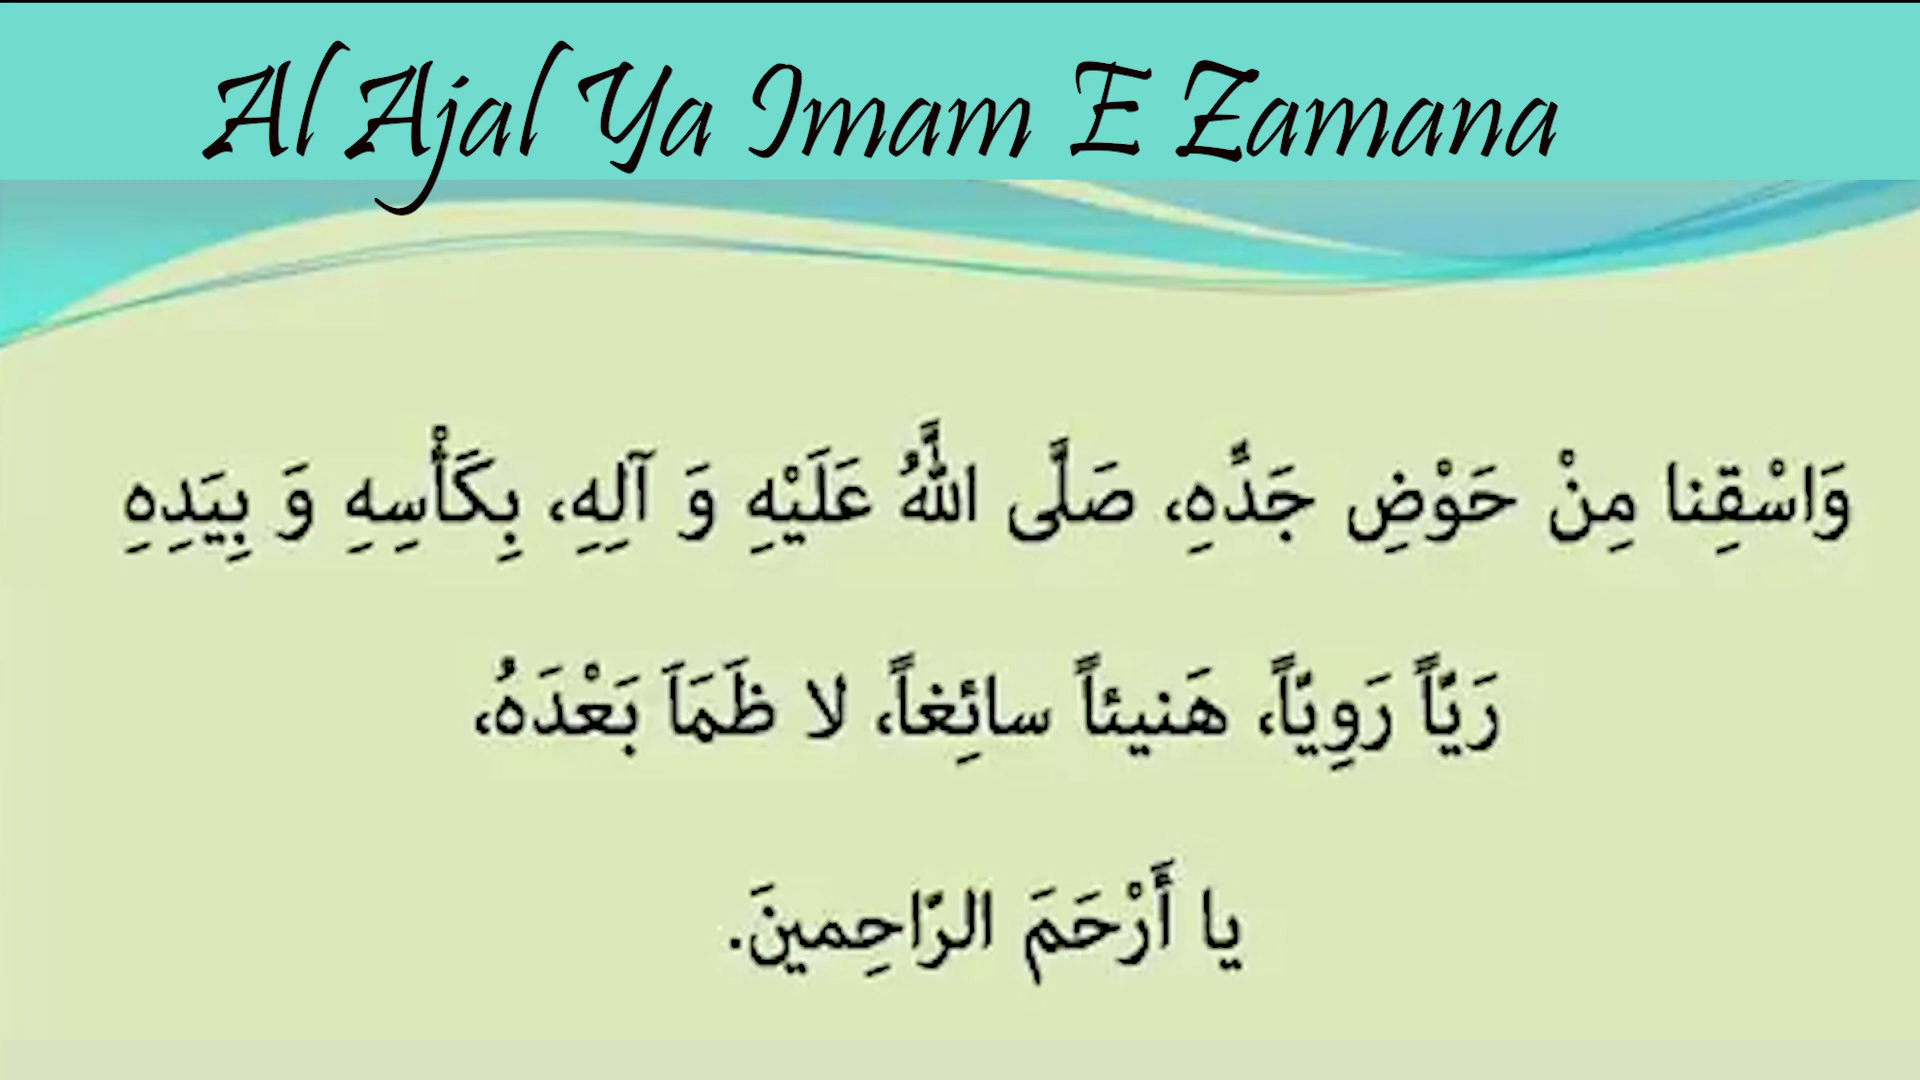 Al Ajal Ya Imam E Zamana
وَاسْقِنا مِنْ حَوْضِ جَدِّهِ، صَلَّى اللَّهُ عَلَيْهِ وَ آلِهِ، بِكَأْسِهِ وَ بِيَدِهِ
رَيّاً رَوِيّاً، هَنيئاً سائِغاً، لا ظَمَاَ بَعْدَهُ،
يا أَرْحَمَ الرّاحِمينَ.